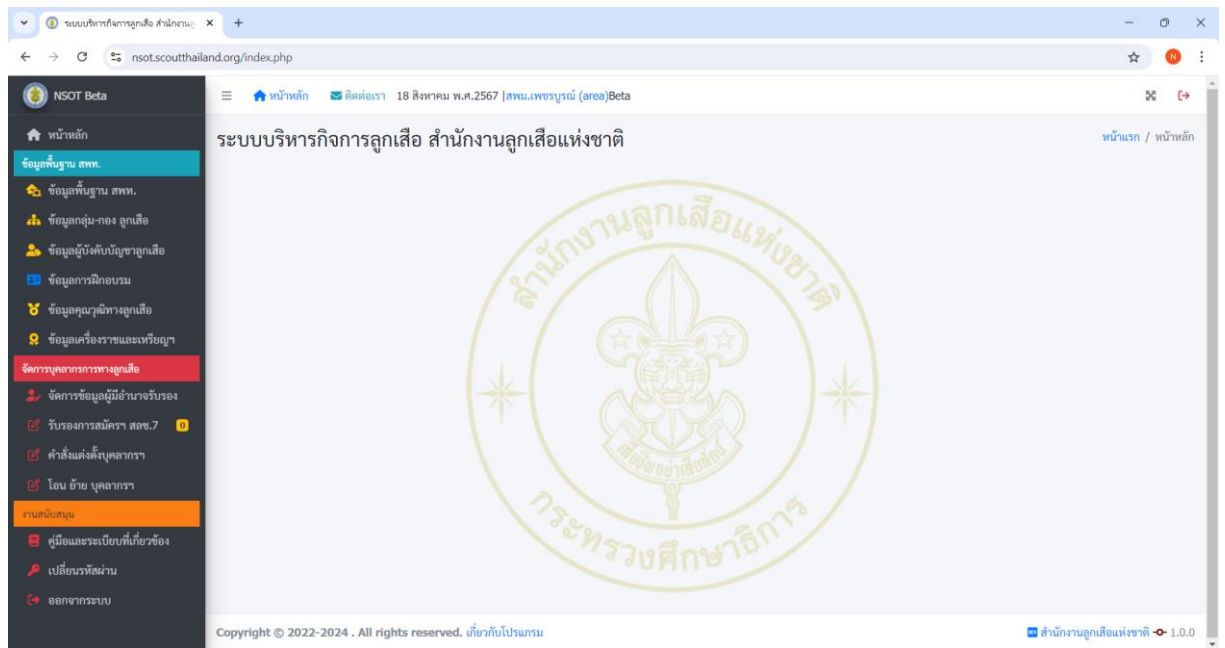 ระบบบริหารกิจการลูกเสือ สำนักงานลู
nsot.scoutthailand.org/index.php
N
NSOT Beta
หน้าหลัก ติดต่อเรา 18 สิงหาคม พ.ศ.2567 |สพม.เพชรบูรณ์ (area)Beta
หน้าหลัก
ข้อมูลพื้นฐาน สพท.
ข้อมูลพื้นฐาน สพท.
ข้อมูลกลุ่ม-กอง ลูกเสือ
ข้อมูลผู้บังคับบัญชาลูกเสือ
ข้อมูลการฝึกอบรม
ข้อมูลคุณวุฒิทางลูกเสือ
ข้อมูลเครื่องราชและเหรียญฯ
จัดการบุคลากรการทางลูกเสือ
จัดการข้อมูลผู้มีอำนาจรับรอง
รับรองการสมัครฯ สลช.7 0
คำสั่งแต่งตั้งบุคลากรฯ
โอน ย้าย บุคลากรฯ
งานสนับสนุน
คู่มือและระเบียบที่เกี่ยวข้อง
เปลี่ยนรหัสผ่าน
ออกจากระบบ
ระบบบริหารกิจการลูกเสือ สำนักงานลูกเสือแห่งชาติ
หน้าแรก / หน้าหลัก
สำนักงานลูกเสือแห่งชาติ
เสียชีพอย่าเสียสัตย์
กระทรวงศึกษาธิการ
Copyright © 2022-2024 . All rights reserved. เกี่ยวกับโปรแกรม
สำนักงานลูกเสือแห่งชาติ 1.0.0